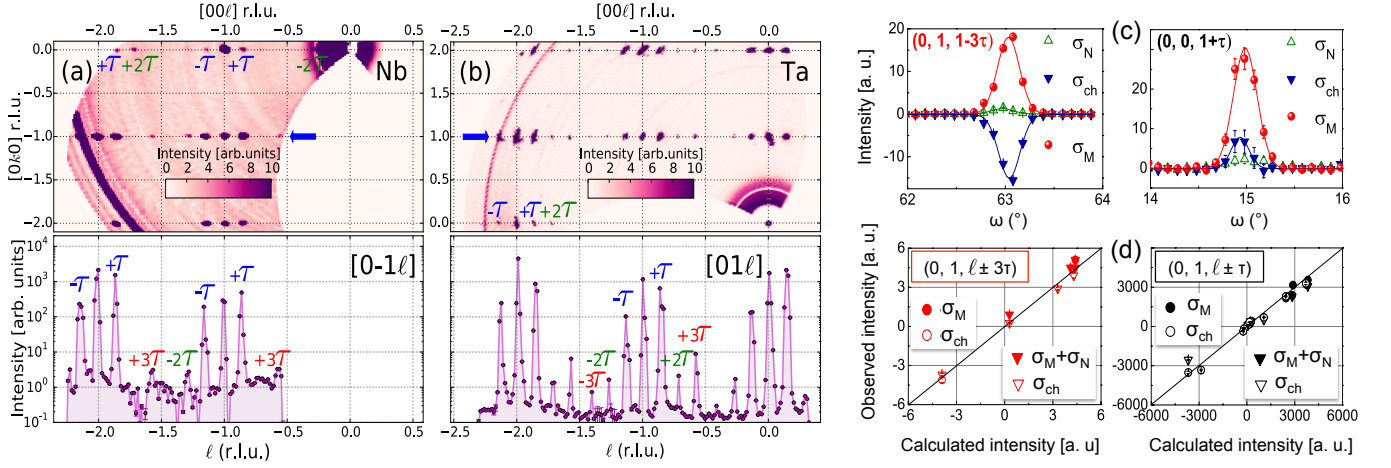 [00ℓ] r.l.u.
−2.0 −1.5 −1.0 −0.5 0.0 0.5
0.0
−0.5
−1.0
−1.5
−2.0
[0k0] r.l.u.
(a)
+τ +2τ -τ +τ -2τ
Nb
Intensity [arb.units]
0 2 4 6 8 10
[0-1ℓ]
Intensity [arb. units]
10⁴
10³
10²
10¹
10⁰
10⁻¹
-τ +τ -τ +τ
+3τ -2τ +3τ
−2.0 −1.5 −1.0 −0.5 0.0 0.5
ℓ (r.l.u.)
[00ℓ] r.l.u.
−2.0 −1.5 −1.0 −0.5 0.0
2.0
1.5
1.0
0.5
0.0
(b)
Ta
Intensity [arb.units]
0 2 4 6 8 10
-τ +τ +2τ
[01ℓ]
-τ +τ
-2τ +3τ
-3τ +2τ
−2.5 −2.0 −1.5 −1.0 −0.5 0.0 0.5
ℓ (r.l.u.)
Intensity [a. u.]
20
10
0
-10
(0, 1, 1-3τ)
σN
σch
σM
62 63 64
ω (°)
(c)
30
20
10
0
(0, 0, 1+τ)
σN
σch
σM
14 15 16
ω (°)
Observed intensity [a. u.]
6
3
0
-3
-6
(0, 1, ℓ ± 3τ)
σM
σch
σM+σN
σch
-6 -3 0 3 6
Calculated intensity [a. u]
(d)
3500
3000
0
-3000
-6000
(0, 1, ℓ ± τ)
σM
σch
σM+σN
σch
-6000 -3000 0 3000 6000
Calculated intensity [a. u.]